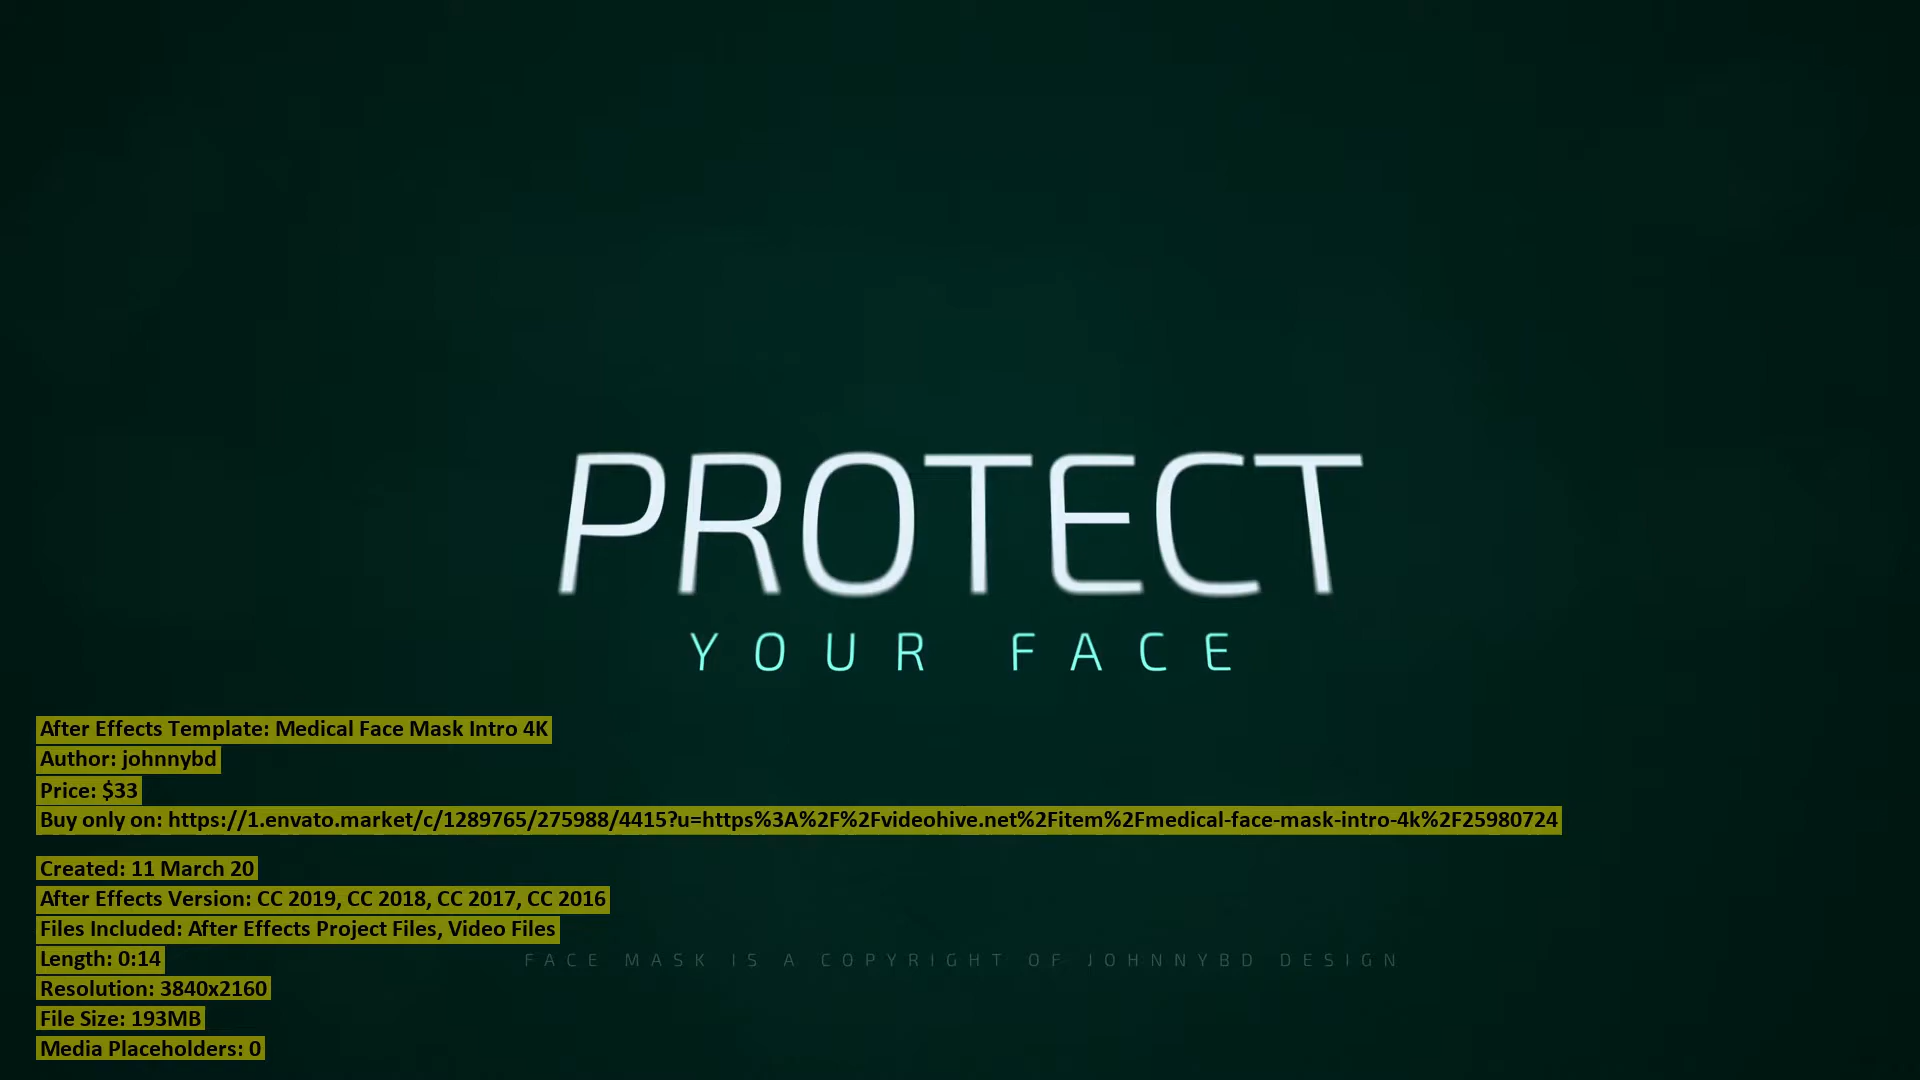 PROTECT
YOUR FACE
After Effects Template: Medical Face Mask Intro 4K
Author: johnnybd
Price: $33
Buy only on: https://1.envato.market/c/1289765/275988/4415?u=https%3A%2F%2Fvideohive.net%2Fitem%2Fmedical-face-mask-intro-4k%2F25980724
Created: 11 March 20
After Effects Version: CC 2019, CC 2018, CC 2017, CC 2016
Files Included: After Effects Project Files, Video Files
Length: 0:14
FACE MASK IS A COPYRIGHT OF JOHNNYBD DESIGN
Resolution: 3840x2160
File Size: 193MB
Media Placeholders: 0